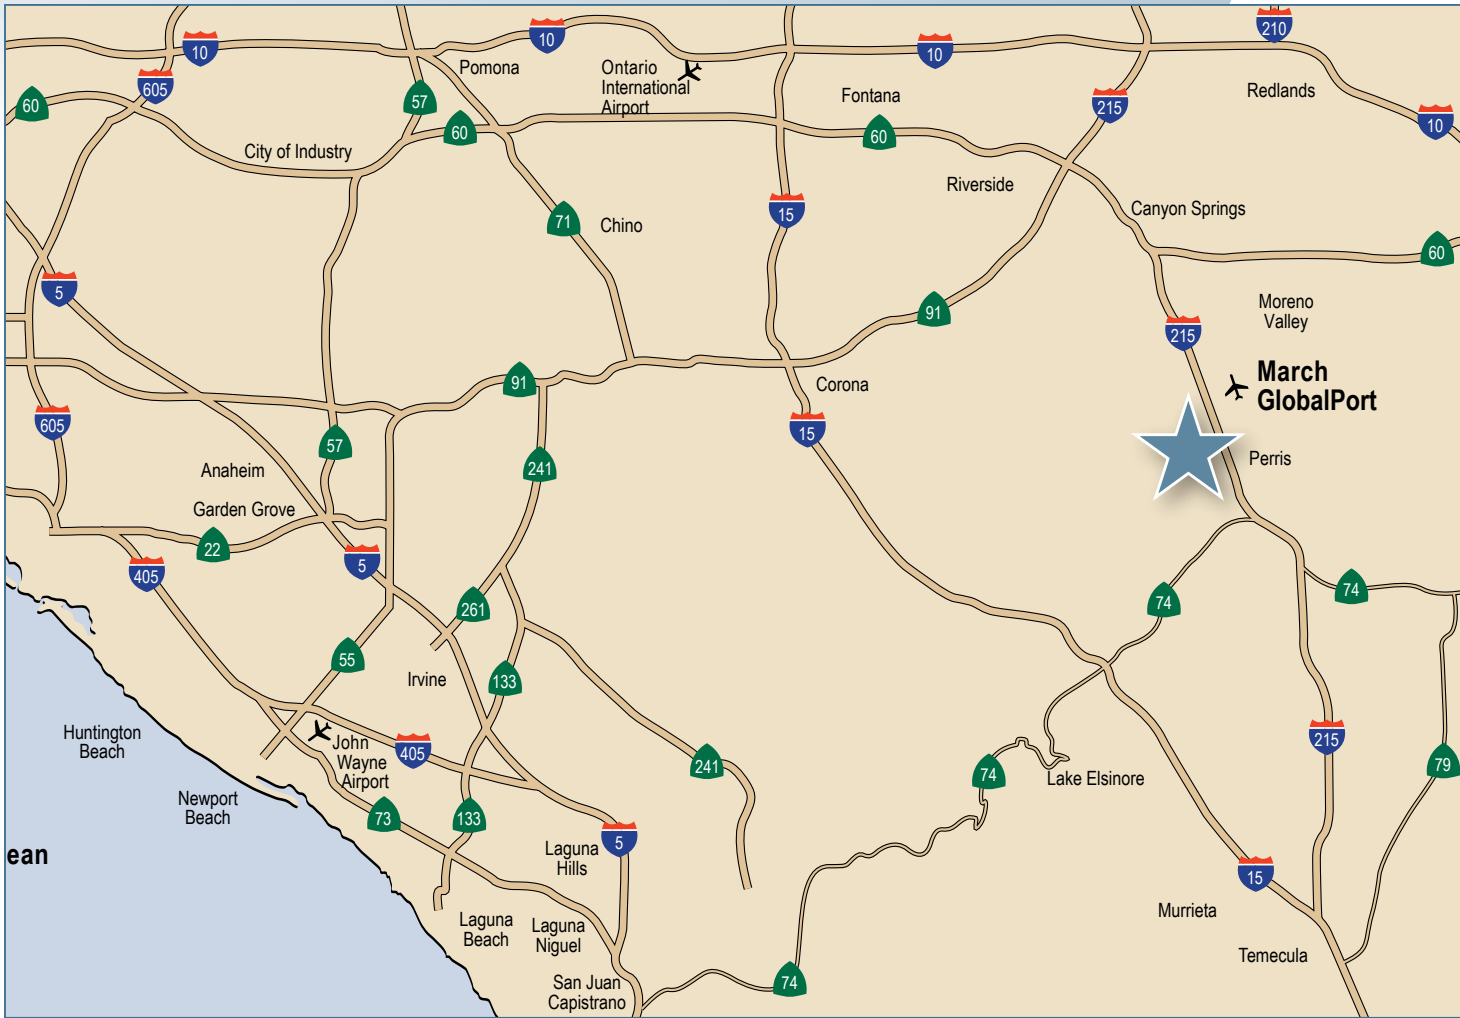 10
10
10
210
605
60
57
60
60
215
10
Pomona
Ontario
International
Airport
Fontana
Redlands
City of Industry
Riverside
Canyon Springs
71
Chino
15
60
5
91
Moreno
Valley
215
March
GlobalPort
91
Corona
605
57
15
241
Perris
Anaheim
Garden Grove
22
405
5
261
74
74
55
Irvine
133
Huntington
Beach
John
Wayne
Airport
405
241
74
Lake Elsinore
215
79
Newport
Beach
73
133
5
Laguna
Hills
ean
15
Murrieta
Laguna
Beach
Laguna
Niguel
Temecula
San Juan
Capistrano
74